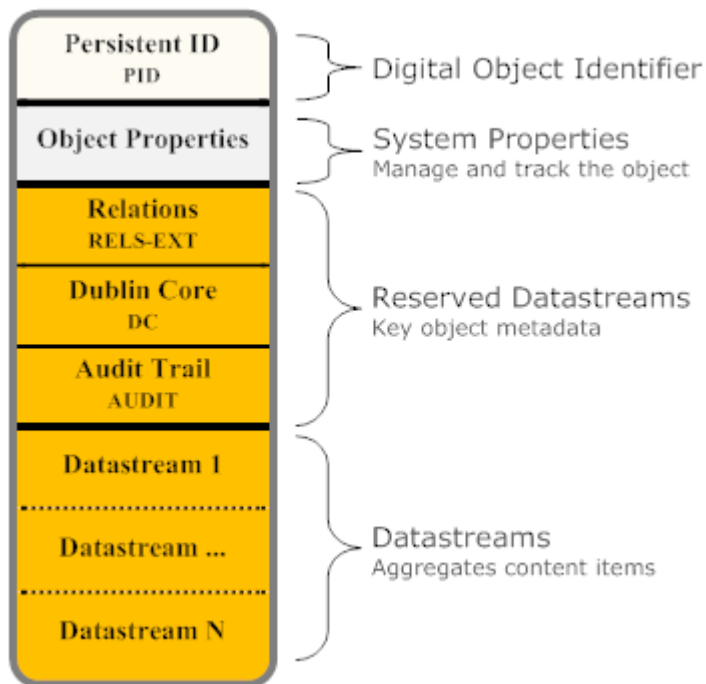 Persistent ID
PID
Digital Object Identifier
Object Properties
System Properties
Manage and track the object
Relations
RELS-EXT
Dublin Core
DC
Audit Trail
AUDIT
Reserved Datastreams
Key object metadata
Datastream 1
Datastream ...
Datastream N
Datastreams
Aggregates content items